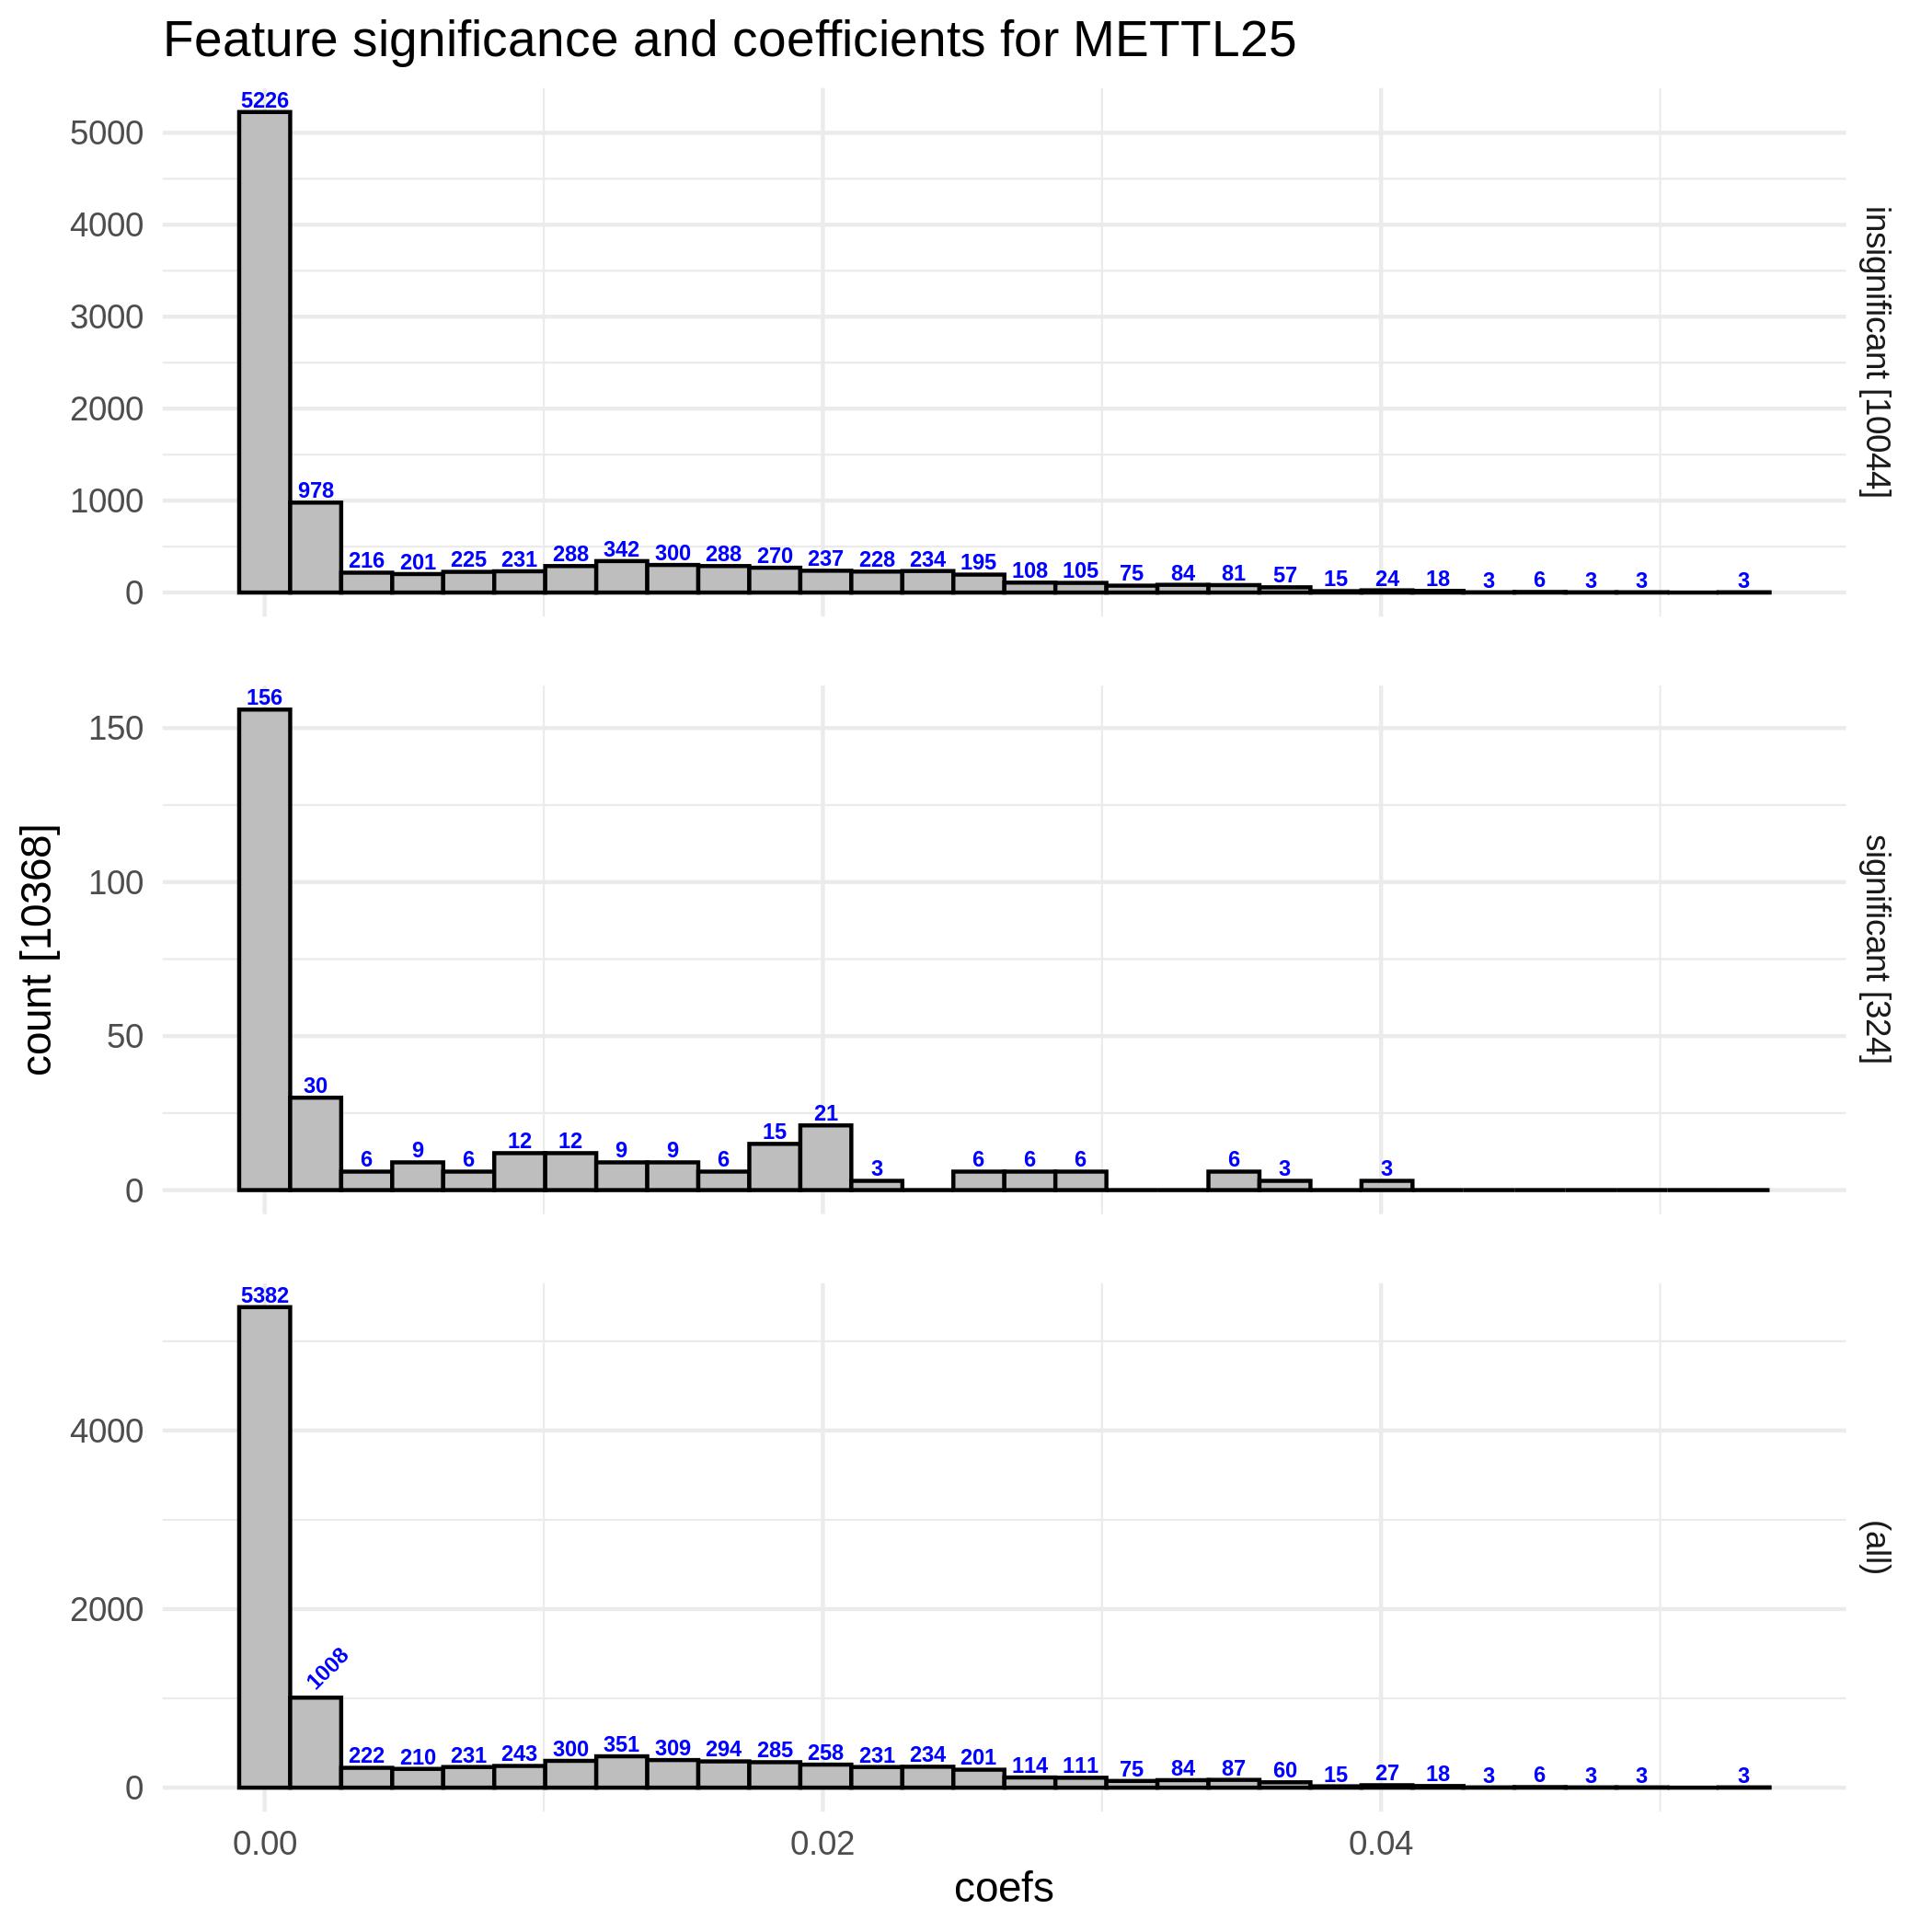 Feature significance and coefficients for METTL25
5226
5000
4000
3000
2000
1000
0
978
216 201 225 231 288 342 300 288 270 237 228 234 195 108 105 75 84 81 57 15 24 18 3 6 3 3 3
insignificant [10044]
156
150
100
50
0
30
6 9 6 12 12 9 9 6 15 21 3 6 6 6 6 3 3
significant [324]
count [10368]
5382
4000
2000
0
1008
222 210 231 243 300 351 309 294 285 258 231 234 201 114 111 75 84 87 60 15 27 18 3 6 3 3 3
(all)
0.00 0.02 0.04
coefs